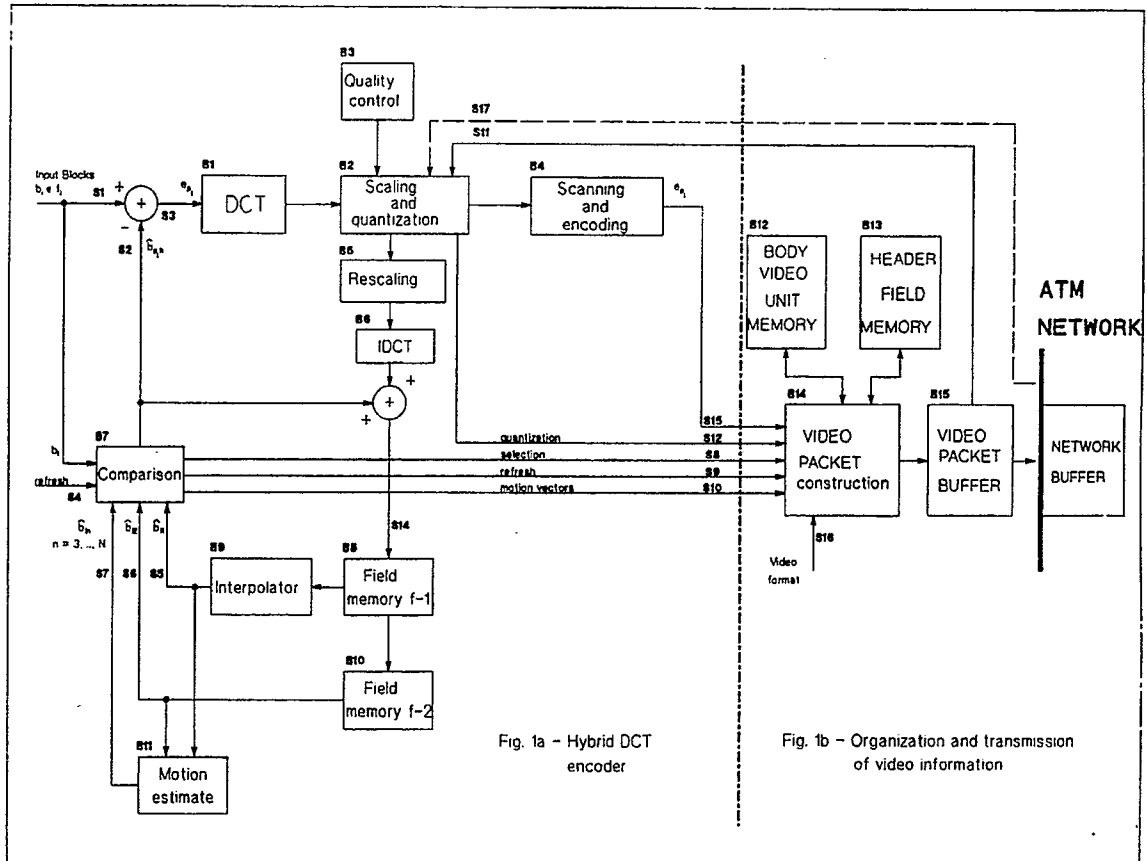 B3
Quality
control
S17
S11
Input Blocks
S1
+
−
+
S3
B1
DCT
B2
Scaling
and
quantization
B4
Scanning
and
encoding
S2
B5
Rescaling
B6
IDCT
+
+
+
B12
BODY
VIDEO
UNIT
MEMORY
B13
HEADER
FIELD
MEMORY
ATM
NETWORK
B7
Comparison
refresh
S4
n = 3, .., N
S7
S6
S5
quantization
selection
refresh
motion vectors
S15
S12
S8
S9
S10
B14
VIDEO
PACKET
construction
B15
VIDEO
PACKET
BUFFER
NETWORK
BUFFER
S16
Video
format
S14
B9
Interpolator
B8
Field
memory f-1
B10
Field
memory f-2
B11
Motion
estimate
Fig. 1a - Hybrid DCT
encoder
Fig. 1b - Organization and transmission
of video information